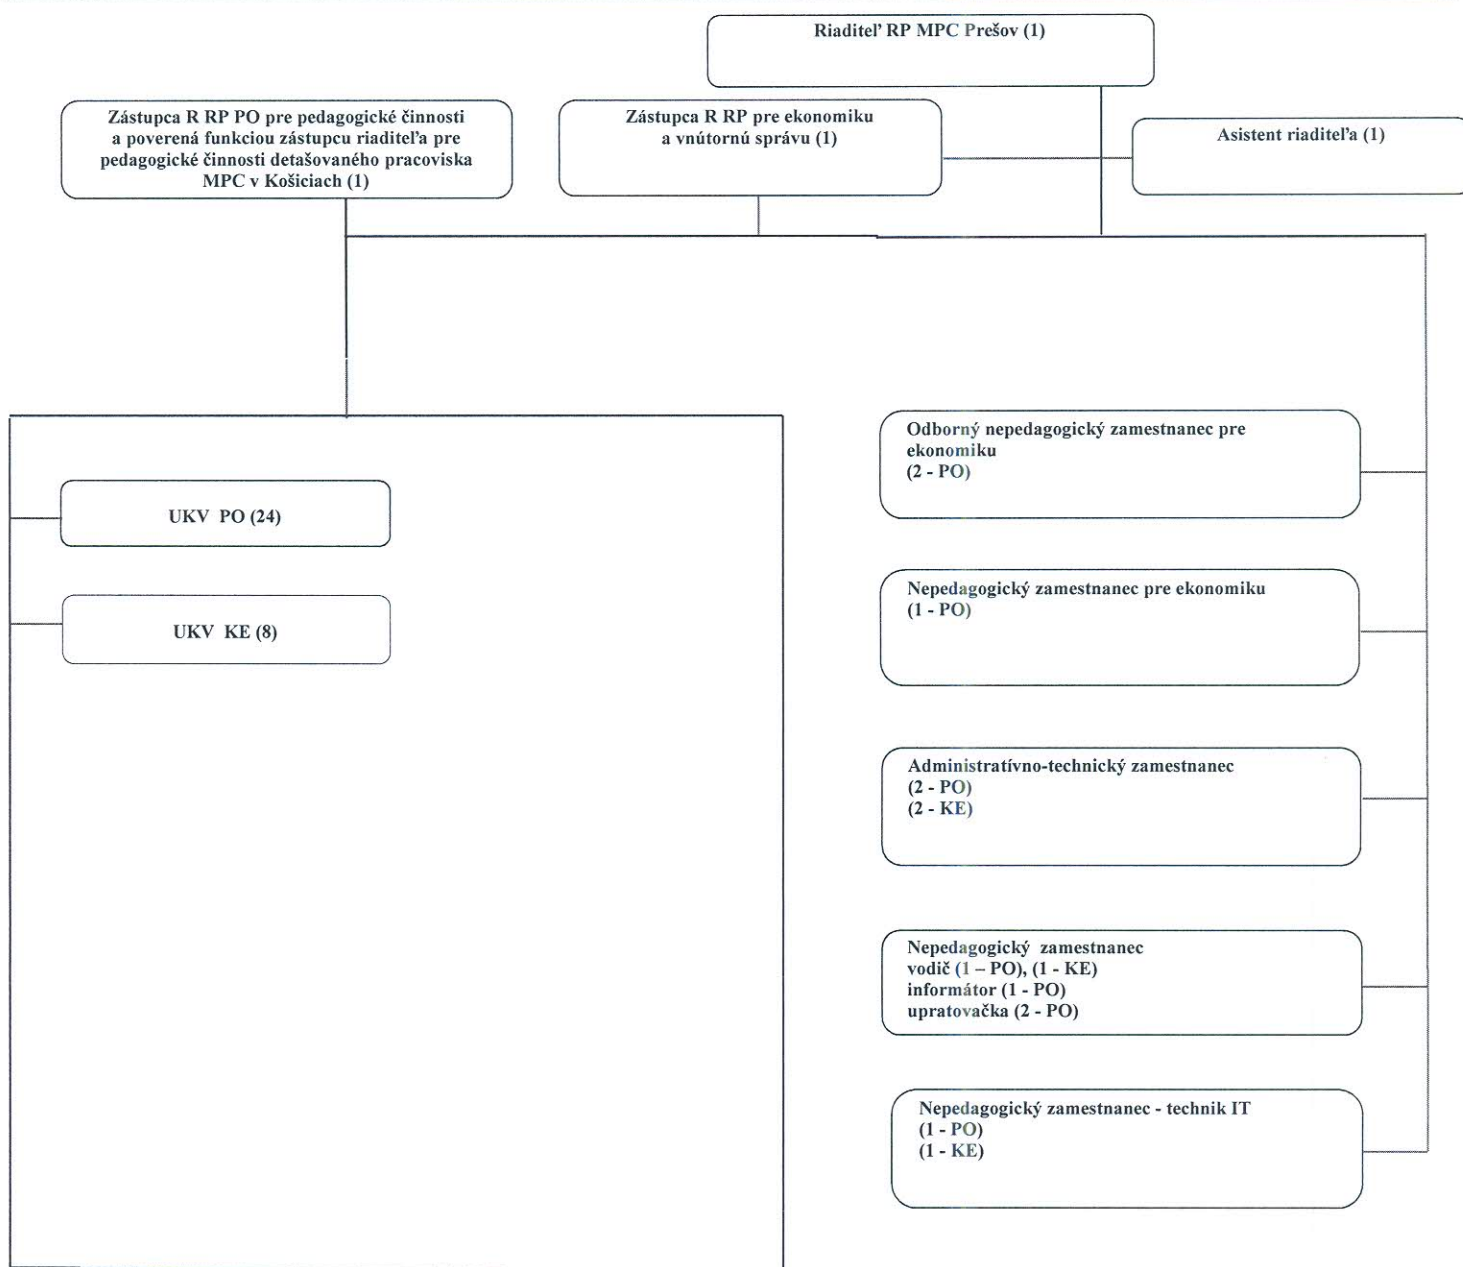 Riaditeľ RP MPC Prešov (1)
Zástupca R RP PO pre pedagogické činnosti
a poverená funkciou zástupcu riaditeľa pre
pedagogické činnosti detašovaného pracoviska
MPC v Košiciach (1)
Zástupca R RP pre ekonomiku
a vnútornú správu (1)
Asistent riaditeľa (1)
UKV PO (24)
UKV KE (8)
Odborný nepedagogický zamestnanec pre
ekonomiku
(2 - PO)
Nepedagogický zamestnanec pre ekonomiku
(1 - PO)
Administratívno-technický zamestnanec
(2 - PO)
(2 - KE)
Nepedagogický zamestnanec
vodič (1 – PO), (1 - KE)
informátor (1 - PO)
upratovačka (2 - PO)
Nepedagogický zamestnanec - technik IT
(1 - PO)
(1 - KE)